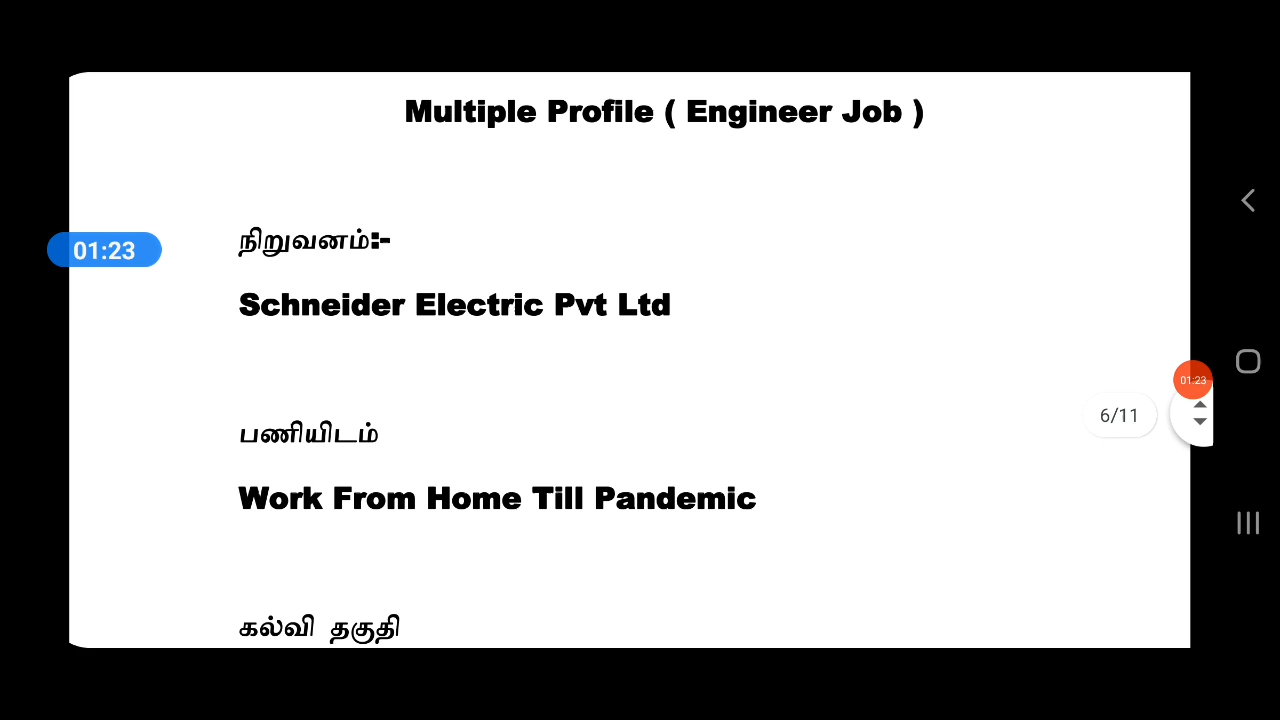 Multiple Profile ( Engineer Job )
நிறுவனம்:-
01:23
Schneider Electric Pvt Ltd
01:23
6/11
பணியிடம்
Work From Home Till Pandemic
கல்வி தகுதி